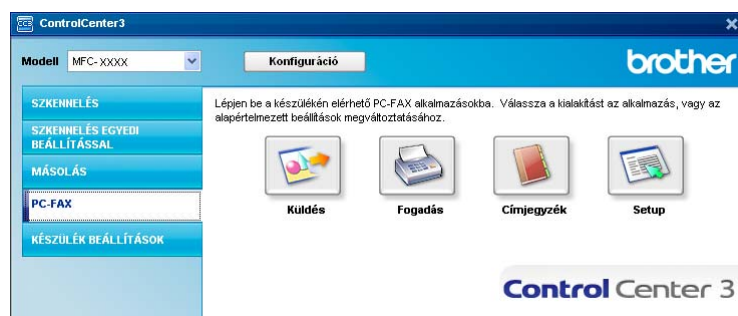 ControlCenter3
Modell MFC-XXXX Konfiguráció
brother
SZKENNELÉS
SZKENNELÉS EGYEDI
BEÁLLÍTÁSSAL
MÁSOLÁS
PC-FAX
KÉSZÜLÉK BEÁLLÍTÁSOK
Lépjen be a készülékén elérhető PC-FAX alkalmazásokba. Válassza a kialakítást az alkalmazás, vagy az
alapértelmezett beállítások megváltoztatásához.
Küldés Fogadás Címjegyzék Setup
Control Center 3